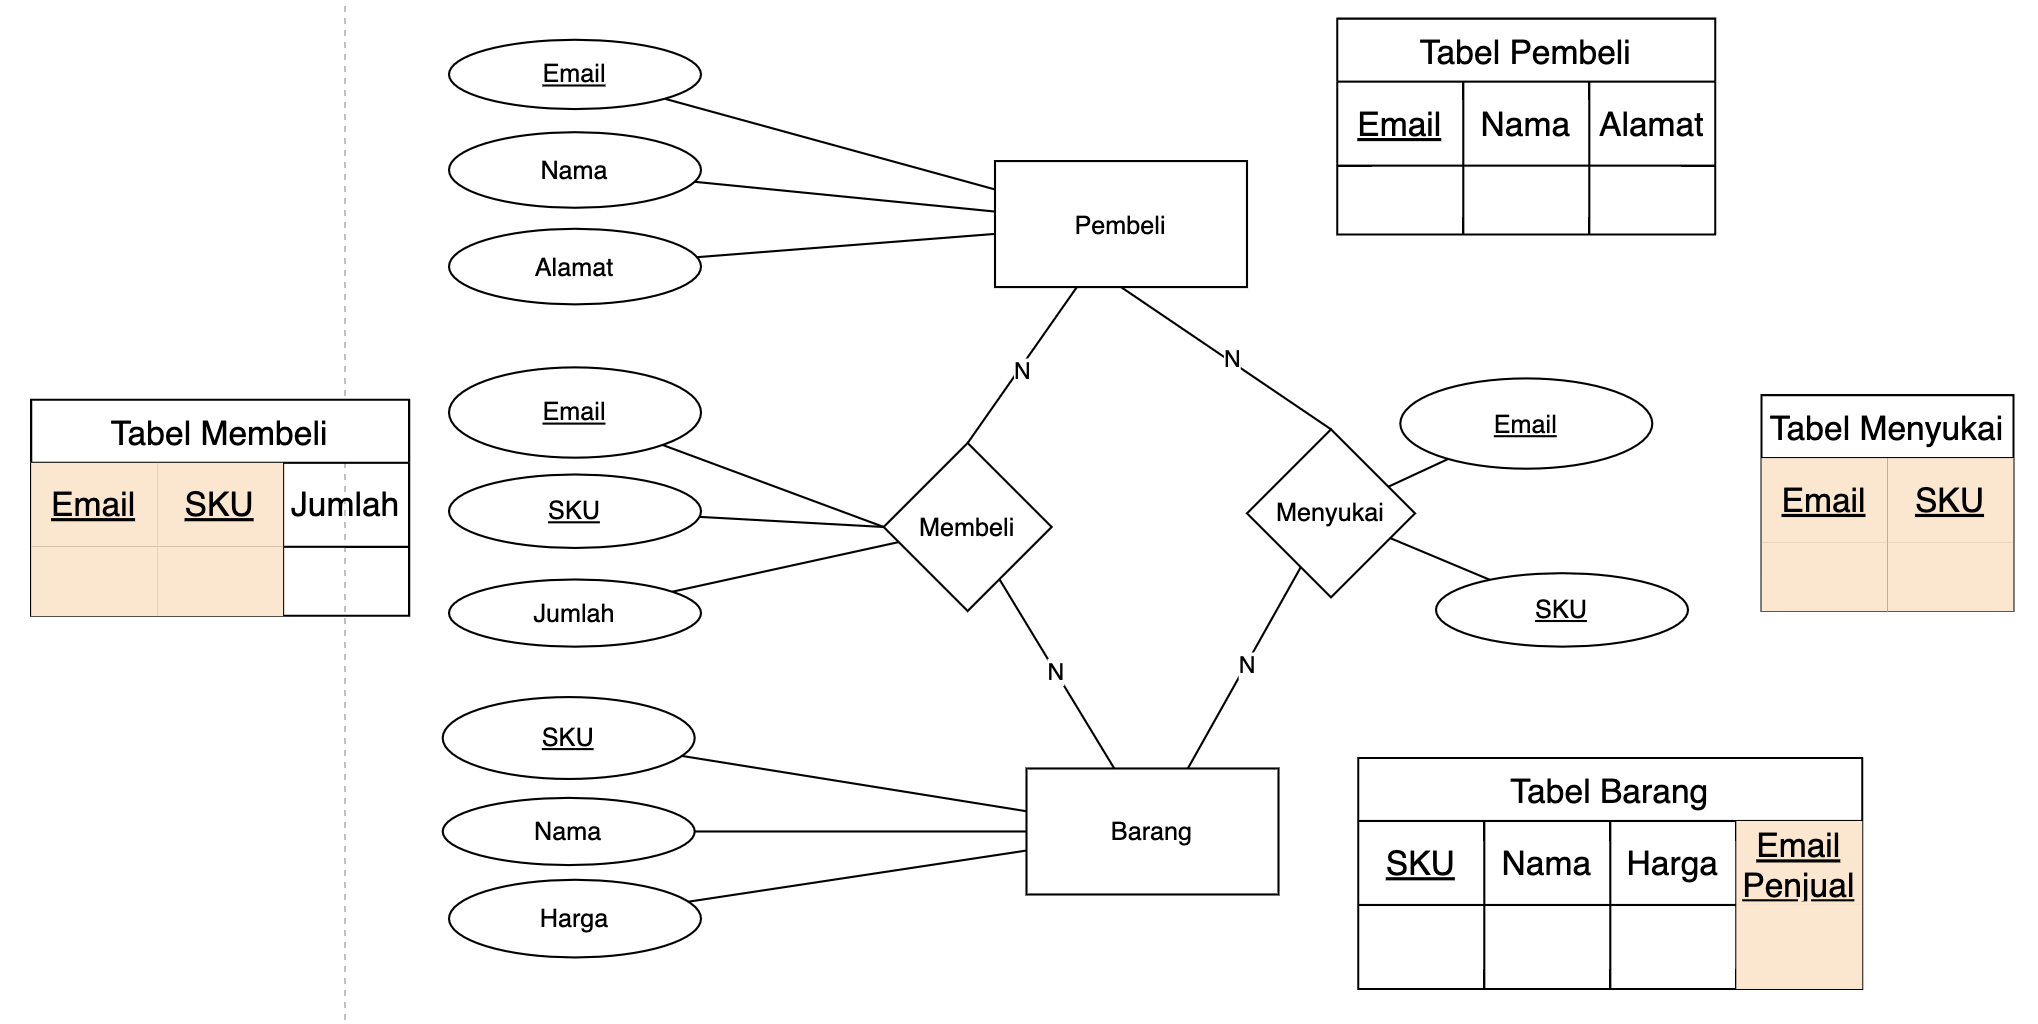 Email
Nama
Alamat
Pembeli
Tabel Pembeli
Email Nama Alamat
N
N
Tabel Membeli
Email SKU Jumlah
Email
SKU
Jumlah
Membeli
Menyukai
Email
SKU
Tabel Menyukai
Email SKU
N
N
SKU
Nama
Harga
Barang
Tabel Barang
SKU Nama Harga Email
Penjual